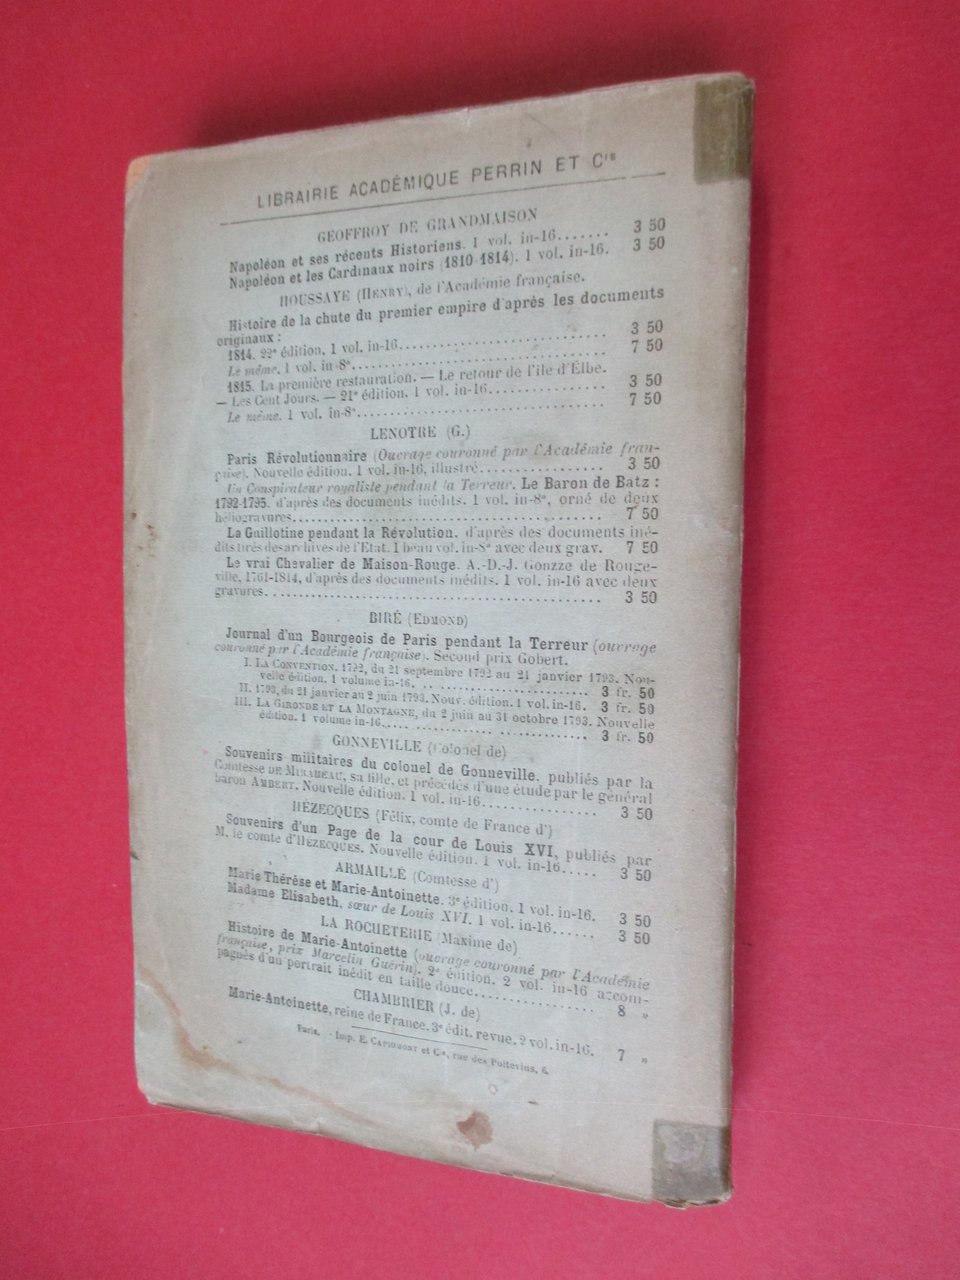 LIBRAIRIE ACADÉMIQUE PERRIN ET Cie
GEOFFROY DE GRANDMAISON
Napoléon et ses récents Historiens. 1 vol. in-16....... 3 50
Napoléon et les Cardinaux noirs (1810-1814). 1 vol. in-16. 3 50
HOUSSAYE (HENRY), de l'Académie française.
Histoire de la chute du premier empire d'après les documents
originaux :
1814. 22e édition. 1 vol. in-16.............................. 3 50
Le même. 1 vol. in-8°.................................... 7 50
1815. La première restauration. — Le retour de l'île d'Élbe.
— Les Cent Jours. — 21e édition. 1 vol. in-16............... 3 50
Le même. 1 vol. in-8°.................................... 7 50
LENOTRE (G.)
Paris Révolutionnaire (Ouvrage couronné par l'Académie fran-
çaise). Nouvelle édition. 1 vol. in-16, illustré................ 3 50
Un Conspirateur royaliste pendant la Terreur. Le Baron de Batz :
1792-1795. d'après des documents inédits. 1 vol. in-8°, orné de deux
héliogravures............................................. 7 50
La Guillotine pendant la Révolution. d'après des documents iné-
dits tirés des archives de l'Etat. 1 beau vol. in-8° avec deux grav. 7 50
Le vrai Chevalier de Maison-Rouge. A.-D.-J. Gonzze de Rouge-
ville, 1761-1814, d'après des documents inédits. 1 vol. in-16 avec deux
gravures................................................. 3 50
BIRÉ (EDMOND)
Journal d'un Bourgeois de Paris pendant la Terreur (ouvrage
couronné par l'Académie française). Second prix Gobert.
I. LA CONVENTION. 1792, du 21 septembre 1792 au 21 janvier 1793. Nou-
velle édition. 1 volume in-16. .......................... 3 fr. 50
II. 1793, du 21 janvier au 2 juin 1793. Nouv. édition. 1 vol. in-16. 3 fr. 50
III. LA GIRONDE ET LA MONTAGNE, du 2 juin au 31 octobre 1793. Nouvelle
édition. 1 volume in-16............................... 3 fr. 50
GONNEVILLE (Colonel de)
Souvenirs militaires du colonel de Gonneville. publiés par la
Comtesse DE MIRABEAU, sa fille, et précédés d'une étude par le général
baron AMBERT. Nouvelle édition. 1 vol. in-16............... 3 50
HÉZECQUES (Félix, comte de France d')
Souvenirs d'un Page de la cour de Louis XVI, publiés par
M. le comte d'HÉZECQUES. Nouvelle édition. 1 vol. in-16..... 3 50
ARMAILLÉ (Comtesse d')
Marie Thérèse et Marie-Antoinette. 3e édition. 1 vol. in-16. 3 50
Madame Elisabeth, sœur de Louis XVI. 1 vol. in-16...... 3 50
LA ROCHETERIE (Maxime de)
Histoire de Marie-Antoinette (ouvrage couronné par l'Académie
française, prix Marcelin Guérin). 2e édition. 2 vol. in-16 accom-
pagnés d'un portrait inédit en taille douce............... 8 »
CHAMBRIER (J. de)
Marie-Antoinette, reine de France. 3e édit. revue. 2 vol. in-16. 7 »
Paris. - Imp. E. CAPIOMONT et Cie, rue des Poitevins, 6.